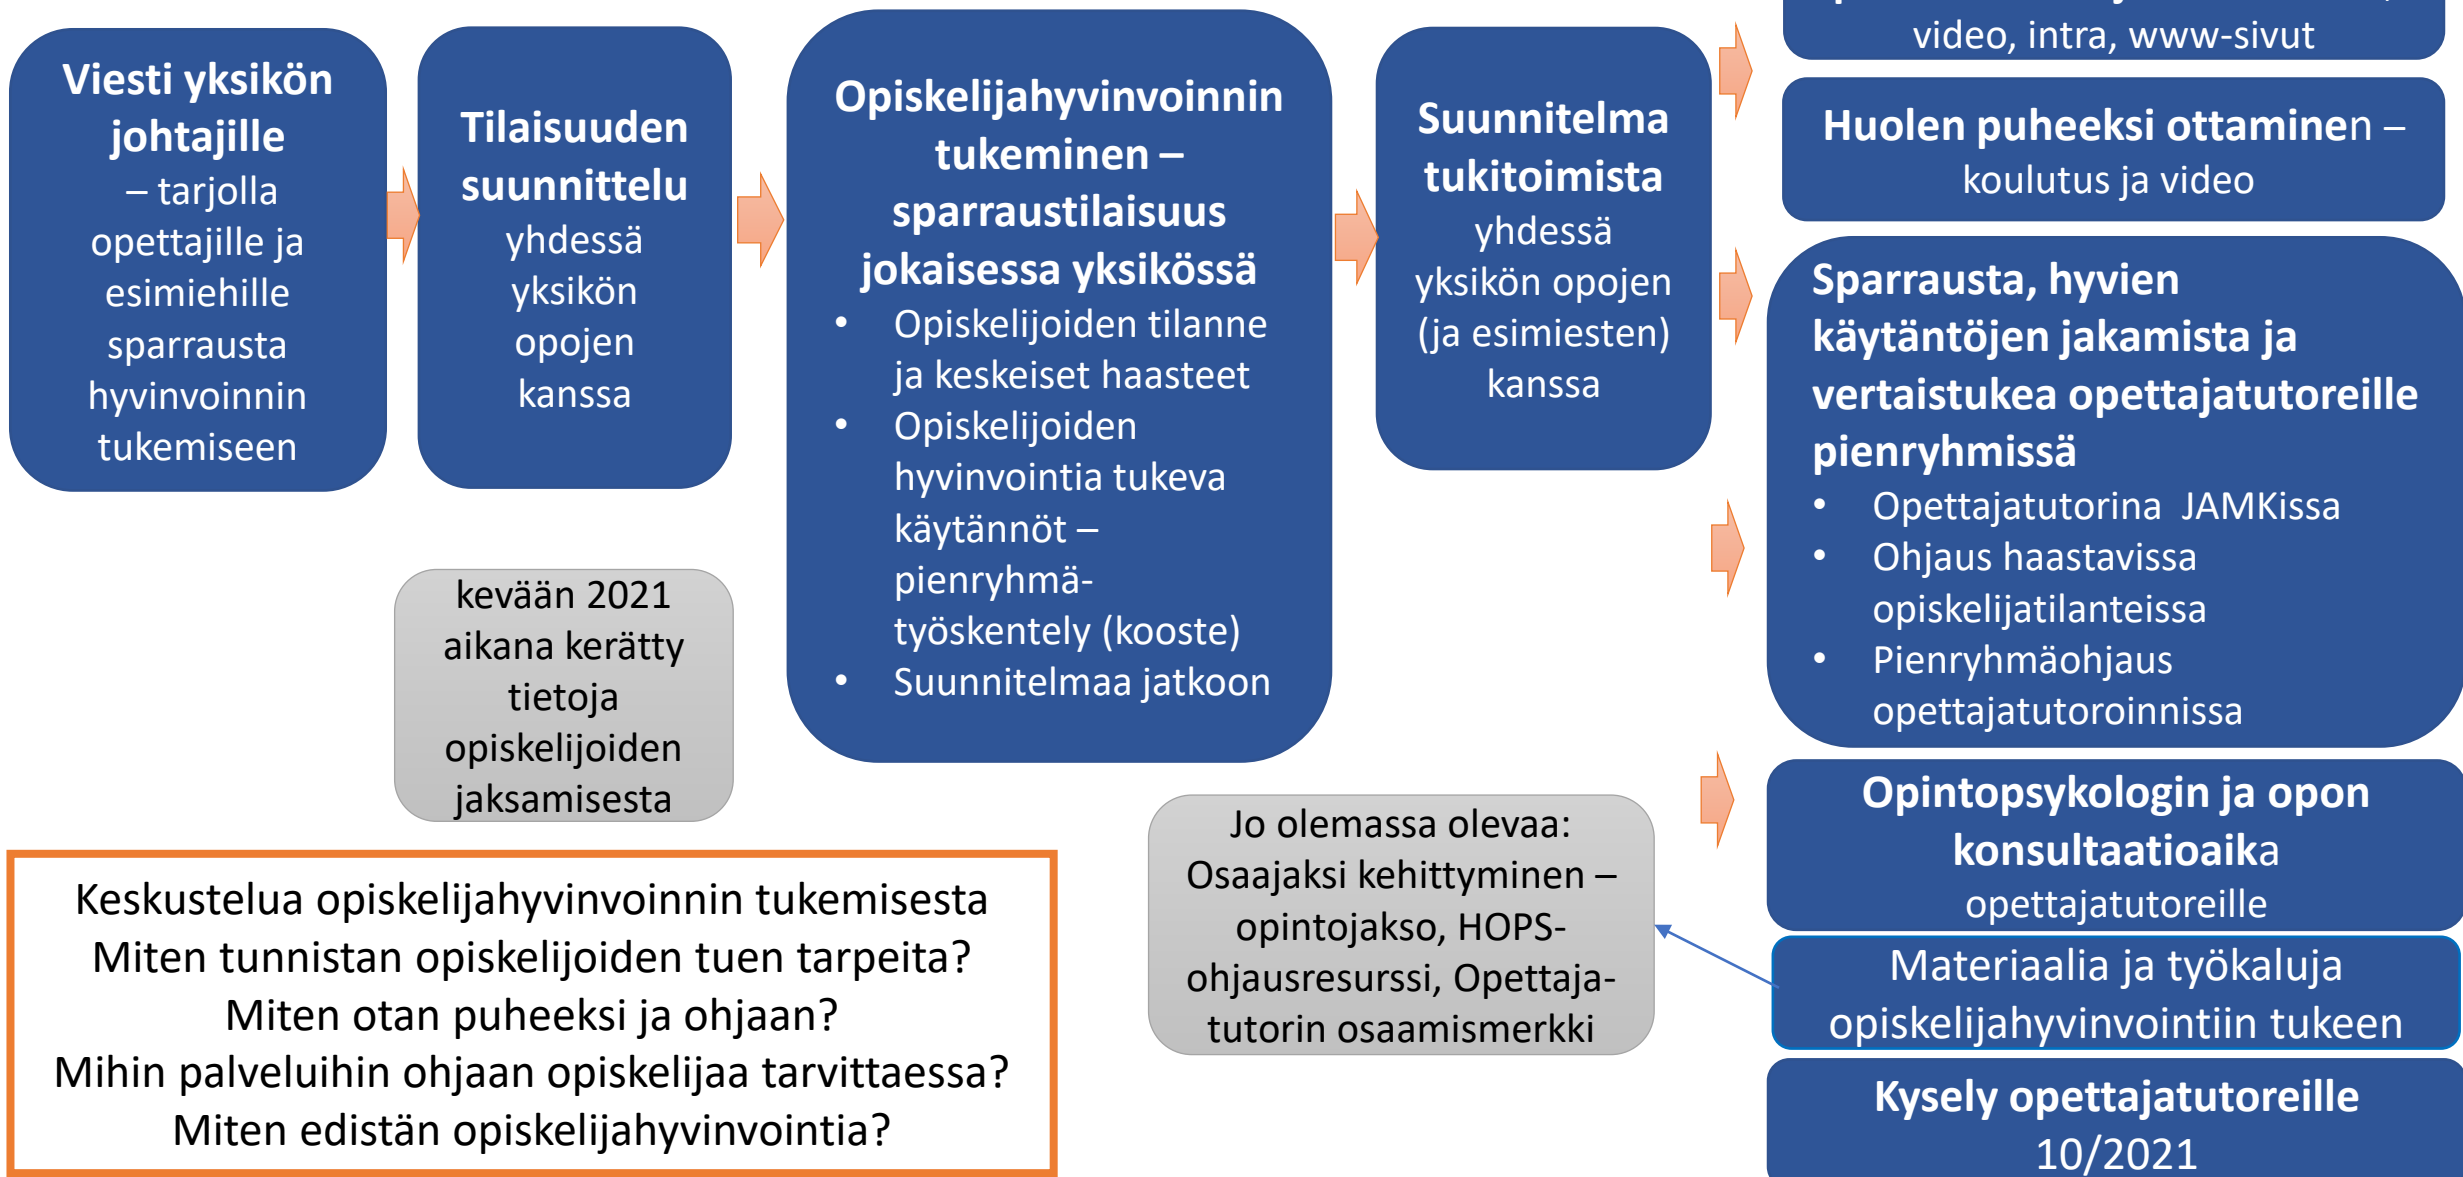 Viesti yksikön
johtajille
– tarjolla
opettajille ja
esimiehille
sparrausta
hyvinvoinnin
tukemiseen
Tilaisuuden
suunnittelu
yhdessä
yksikön
opojen
kanssa
kevään 2021
aikana kerätty
tietoja
opiskelijoiden
jaksamisesta
Opiskelijahyvinvoinnin
tukeminen –
sparraustilaisuus
jokaisessa yksikössä
• Opiskelijoiden tilanne
ja keskeiset haasteet
• Opiskelijoiden
hyvinvointia tukeva
käytännöt –
pienryhmä-
työskentely (kooste)
• Suunnitelmaa jatkoon
Suunnitelma
tukitoimista
yhdessä
yksikön opojen
(ja esimiesten)
kanssa
video, intra, www-sivut
Huolen puheeksi ottaminen –
koulutus ja video
Sparrausta, hyvien
käytäntöjen jakamista ja
vertaistukea opettajatutoreille
pienryhmissä
• Opettajatutorina JAMKissa
• Ohjaus haastavissa
opiskelijatilanteissa
• Pienryhmäohjaus
opettajatutoroinnissa
Opintopsykologin ja opon
konsultaatioaika
opettajatutoreille
Materiaalia ja työkaluja
opiskelijahyvinvointiin tukeen
Kysely opettajatutoreille
10/2021
Jo olemassa olevaa:
Osaajaksi kehittyminen –
opintojakso, HOPS-
ohjausresurssi, Opettaja-
tutorin osaamismerkki
Keskustelua opiskelijahyvinvoinnin tukemisesta
Miten tunnistan opiskelijoiden tuen tarpeita?
Miten otan puheeksi ja ohjaan?
Mihin palveluihin ohjaan opiskelijaa tarvittaessa?
Miten edistän opiskelijahyvinvointia?